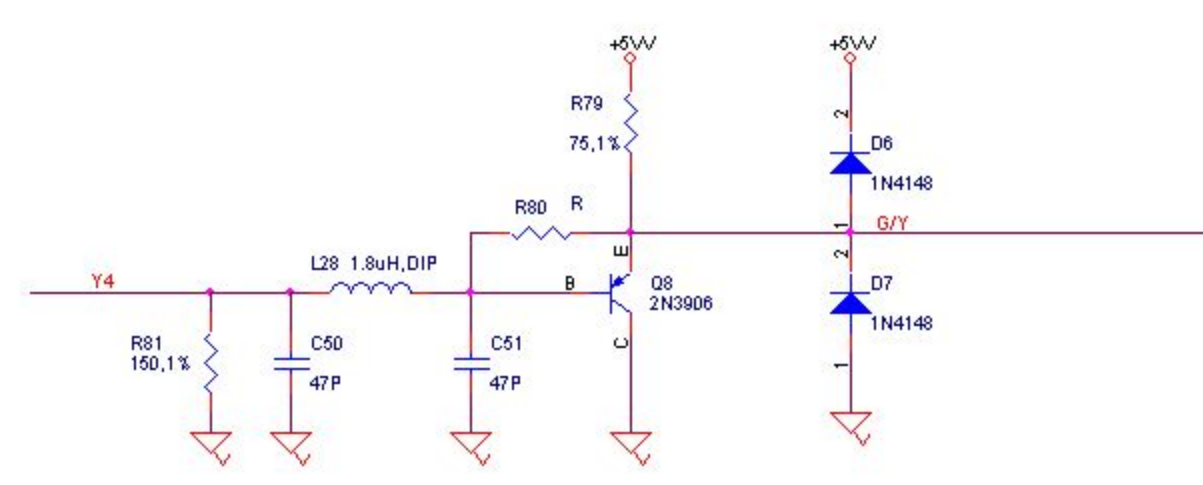 +5VV
+5VV
R79
75,1%
2
D6
1N4148
R80 R
1
G/Y
E
2
L28 1.8uH,DIP
Y4
B
Q8
2N3906
D7
1N4148
R81
150,1%
C50
47P
C51
47P
C
1
V
V
V
V
V